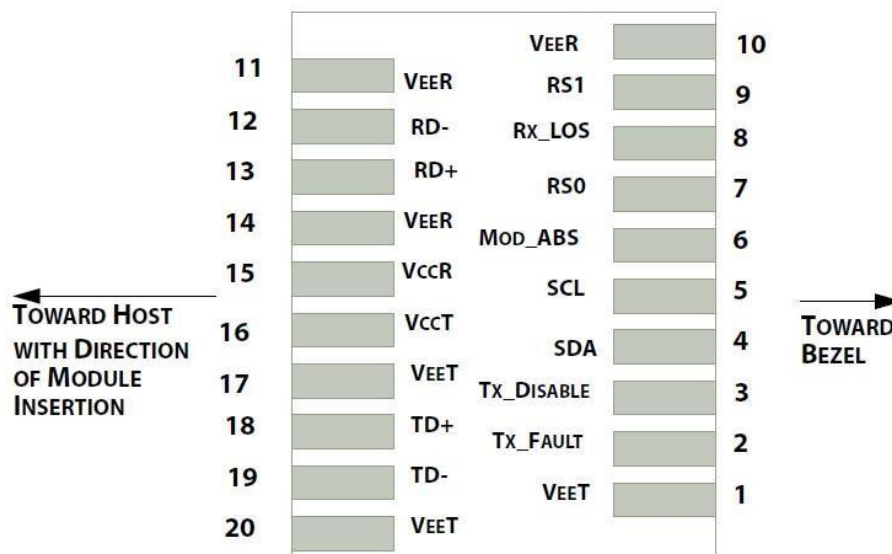 11
VEER
12
RD-
13
RD+
14
VEER
15
VCCR
16
VCCT
17
VEET
18
TD+
19
TD-
20
VEET
VEER
10
RS1
9
RX_LOS
8
RS0
7
MOD_ABS
6
SCL
5
SDA
4
TX_DISABLE
3
TX_FAULT
2
VEET
1
TOWARD HOST
WITH DIRECTION
OF MODULE
INSERTION
TOWARD
BEZEL